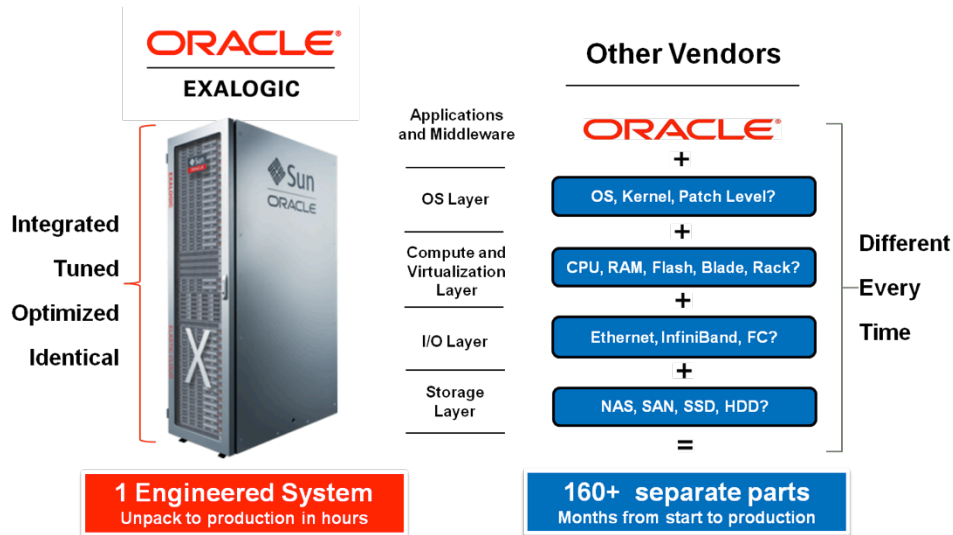 ORACLE®
EXALOGIC
Other Vendors
Integrated
Tuned
Optimized
Identical
EXALOGIC
Sun
ORACLE
Sun
X
Applications
and Middleware
OS Layer
Compute and
Virtualization
Layer
I/O Layer
Storage
Layer
ORACLE®
+
OS, Kernel, Patch Level?
+
CPU, RAM, Flash, Blade, Rack?
+
Ethernet, InfiniBand, FC?
+
NAS, SAN, SSD, HDD?
=
Different
Every
Time
1 Engineered System
Unpack to production in hours
160+ separate parts
Months from start to production